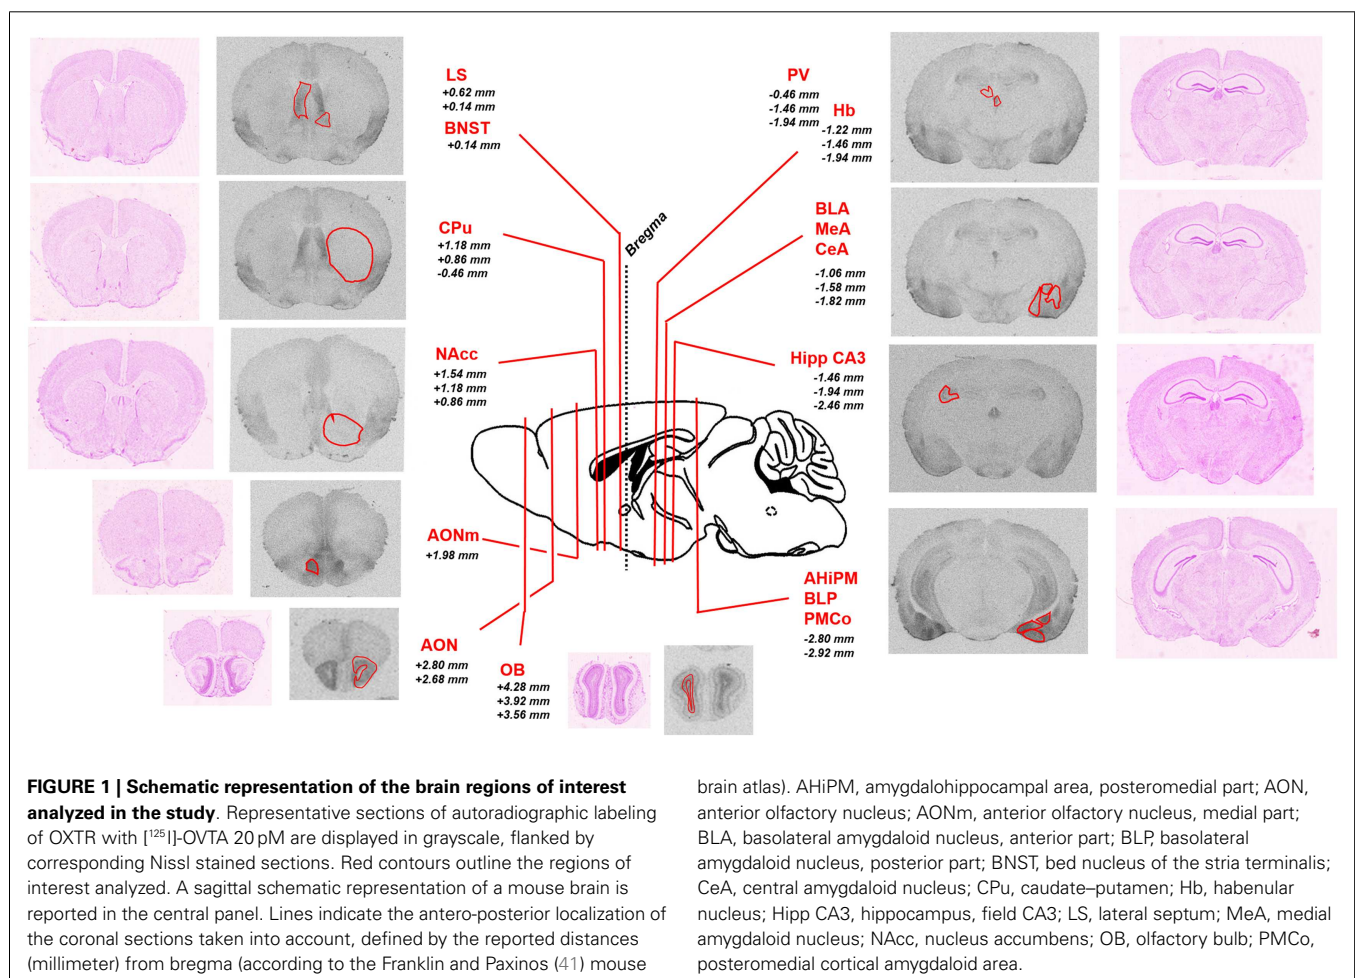 LS
+0.62 mm
+0.14 mm
BNST
+0.14 mm
CPu
+1.18 mm
+0.86 mm
-0.46 mm
NAcc
+1.54 mm
+1.18 mm
+0.86 mm
AONm
+1.98 mm
AON
+2.80 mm
+2.68 mm
OB
+4.28 mm
+3.92 mm
+3.56 mm
Bregma
PV
-0.46 mm
-1.46 mm
-1.94 mm
Hb
-1.22 mm
-1.46 mm
-1.94 mm
BLA
MeA
CeA
-1.06 mm
-1.58 mm
-1.82 mm
Hipp CA3
-1.46 mm
-1.94 mm
-2.46 mm
AHiPM
BLP
PMCo
-2.80 mm
-2.92 mm
FIGURE 1 | Schematic representation of the brain regions of interest
analyzed in the study. Representative sections of autoradiographic labeling
of OXTR with [¹²⁵I]-OVTA 20 pM are displayed in grayscale, flanked by
corresponding Nissl stained sections. Red contours outline the regions of
interest analyzed. A sagittal schematic representation of a mouse brain is
reported in the central panel. Lines indicate the antero-posterior localization of
the coronal sections taken into account, defined by the reported distances
(millimeter) from bregma (according to the Franklin and Paxinos (41) mouse
brain atlas). AHiPM, amygdalohippocampal area, posteromedial part; AON,
anterior olfactory nucleus; AONm, anterior olfactory nucleus, medial part;
BLA, basolateral amygdaloid nucleus, anterior part; BLP, basolateral
amygdaloid nucleus, posterior part; BNST, bed nucleus of the stria terminalis;
CeA, central amygdaloid nucleus; CPu, caudate–putamen; Hb, habenular
nucleus; Hipp CA3, hippocampus, field CA3; LS, lateral septum; MeA, medial
amygdaloid nucleus; NAcc, nucleus accumbens; OB, olfactory bulb; PMCo,
posteromedial cortical amygdaloid area.